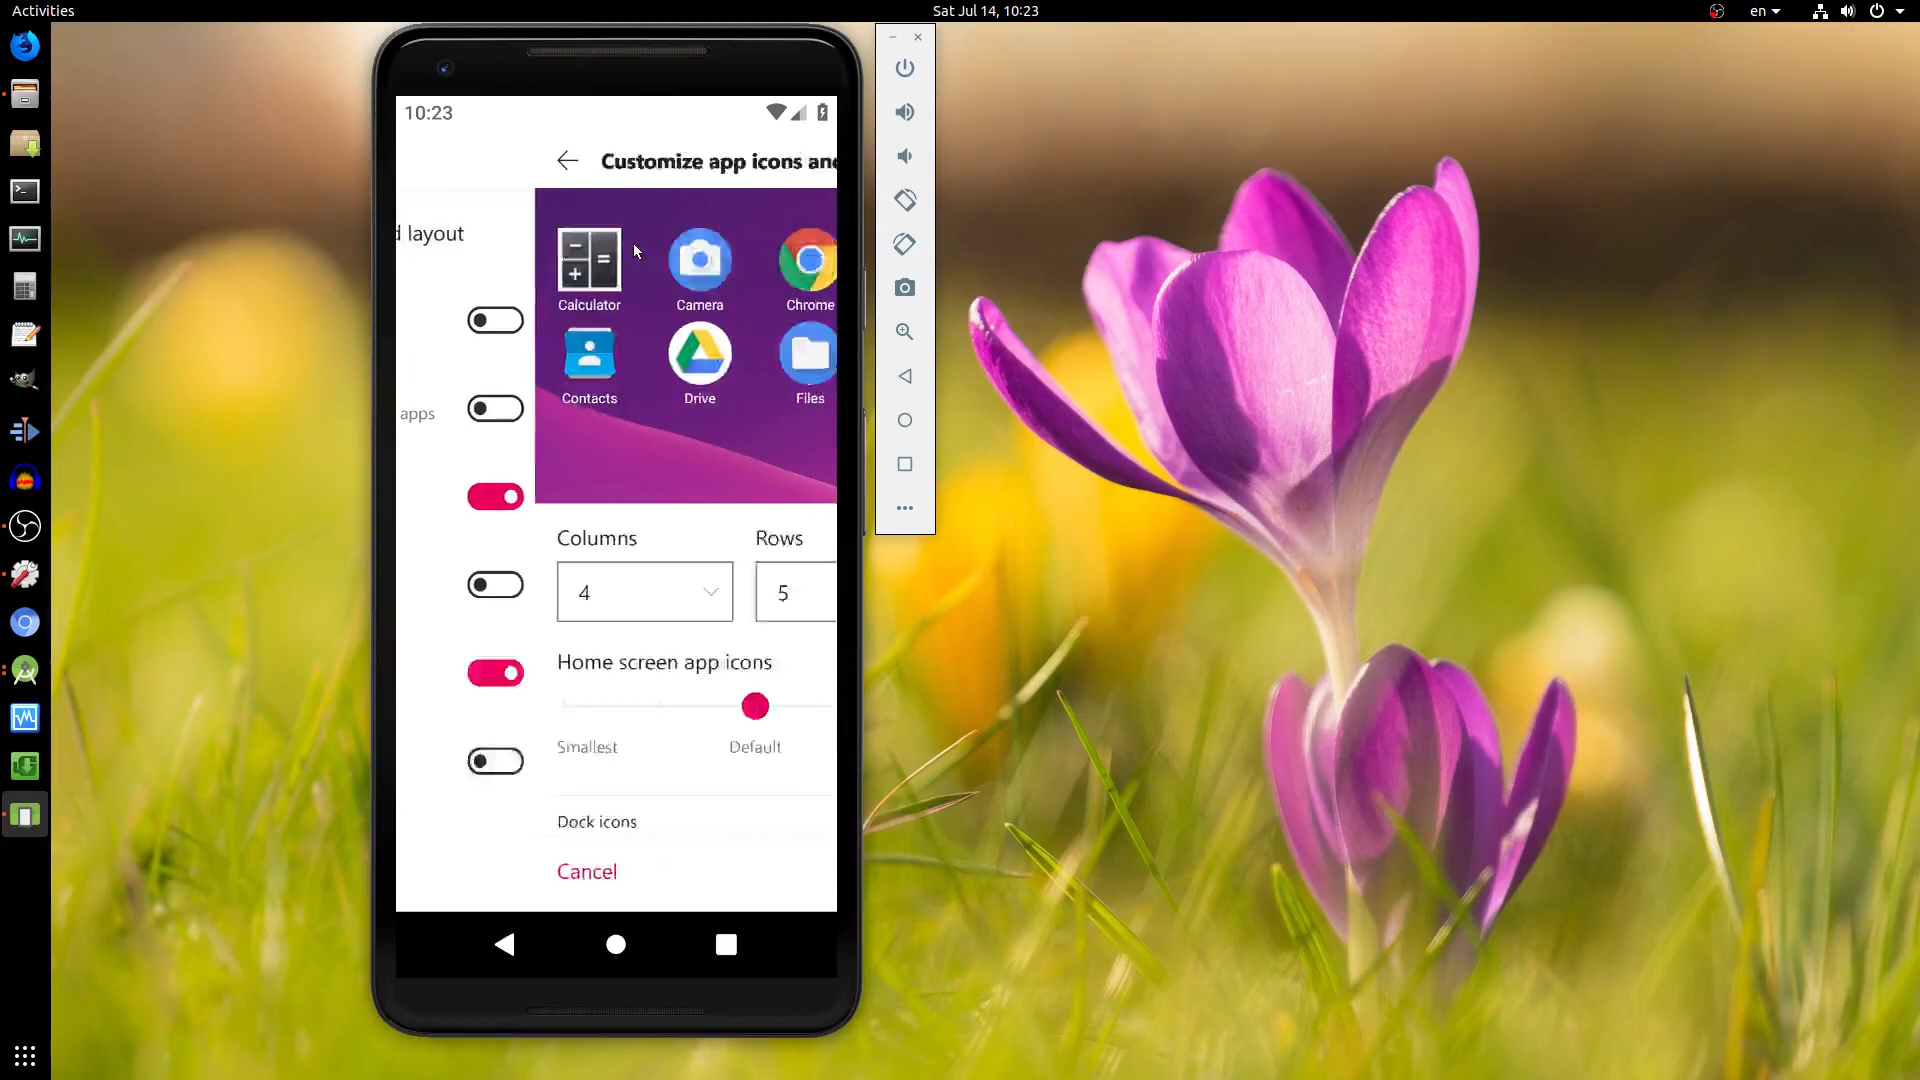 Activities
Sat Jul 14, 10:23
en
10:23
Customize app icons and
d layout
Calculator
Camera
Chrome
apps
Contacts
Drive
Files
Columns
Rows
4
5
Home screen app icons
Smallest
Default
Dock icons
Cancel